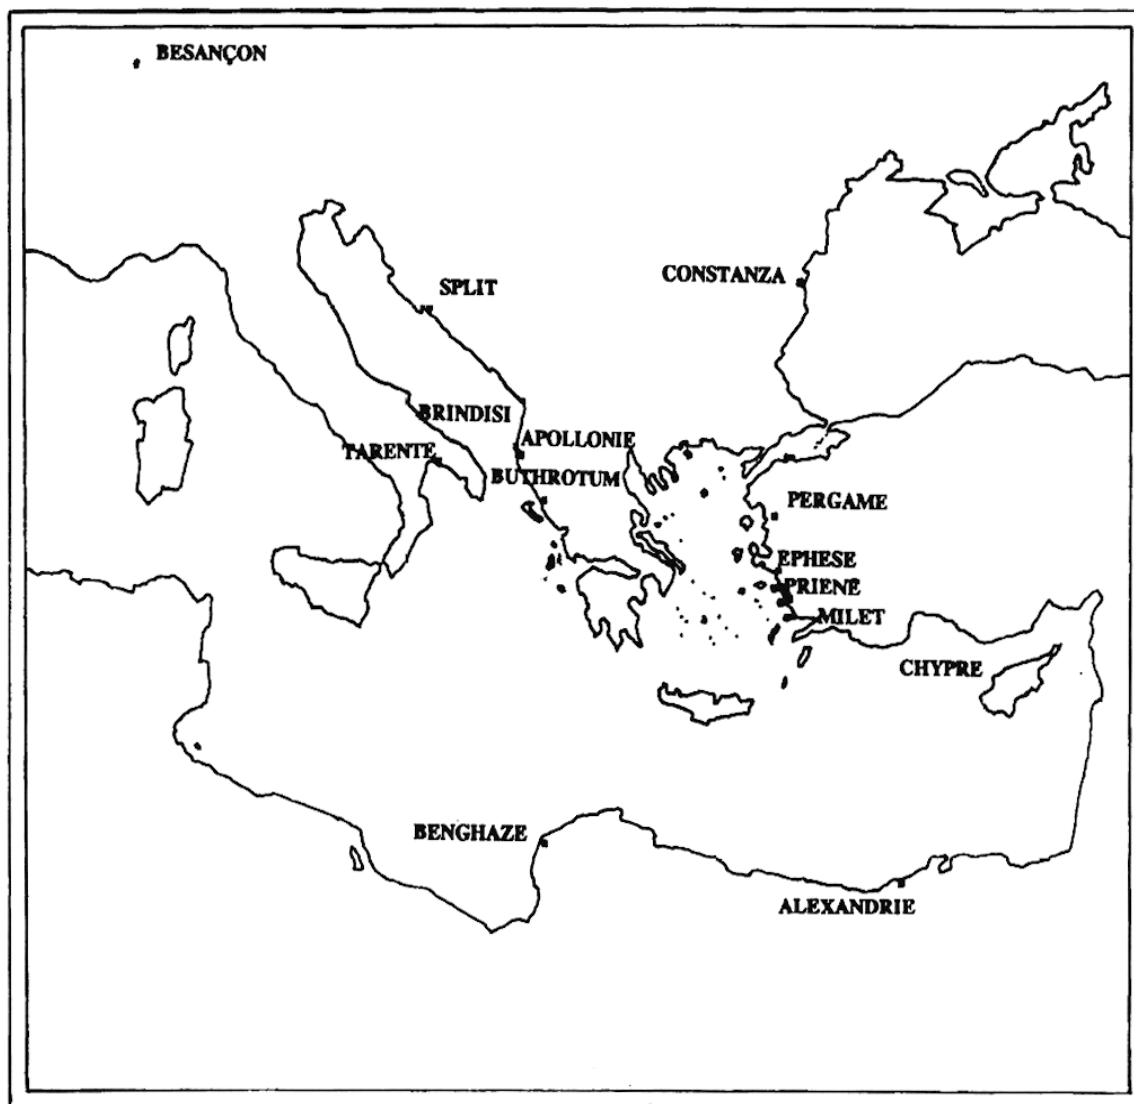 BESANÇON
CONSTANZA
SPLIT
BRINDISI
APOLLONIE
TARENTE
BUTHROTUM
PERGAME
EPHESE
PRIENE
MILET
CHYPRE
BENGHAZE
ALEXANDRIE